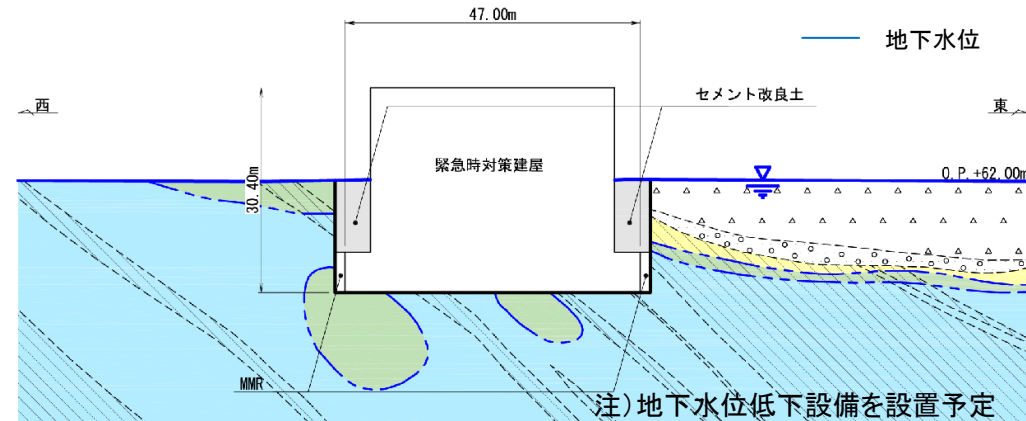 47.00m
地下水位
西
セメント改良土
東
緊急時対策建屋
30.40m
O.P.+62.00m
MMR
注)地下水位低下設備を設置予定